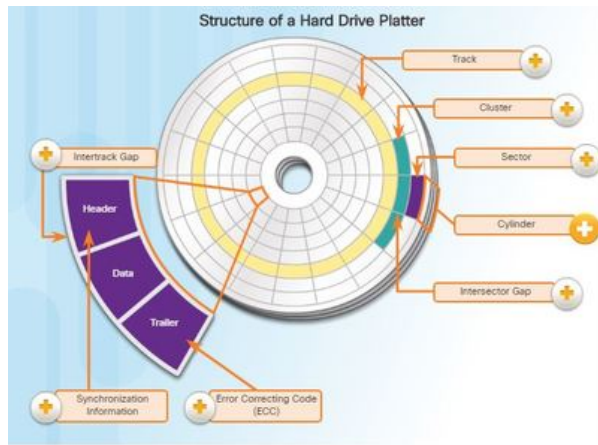 Structure of a Hard Drive Platter
Track
Cluster
Intertrack Gap
Sector
Header
Cylinder
Data
Intersector Gap
Trailer
Synchronization
Information
Error Correcting Code
(ECC)